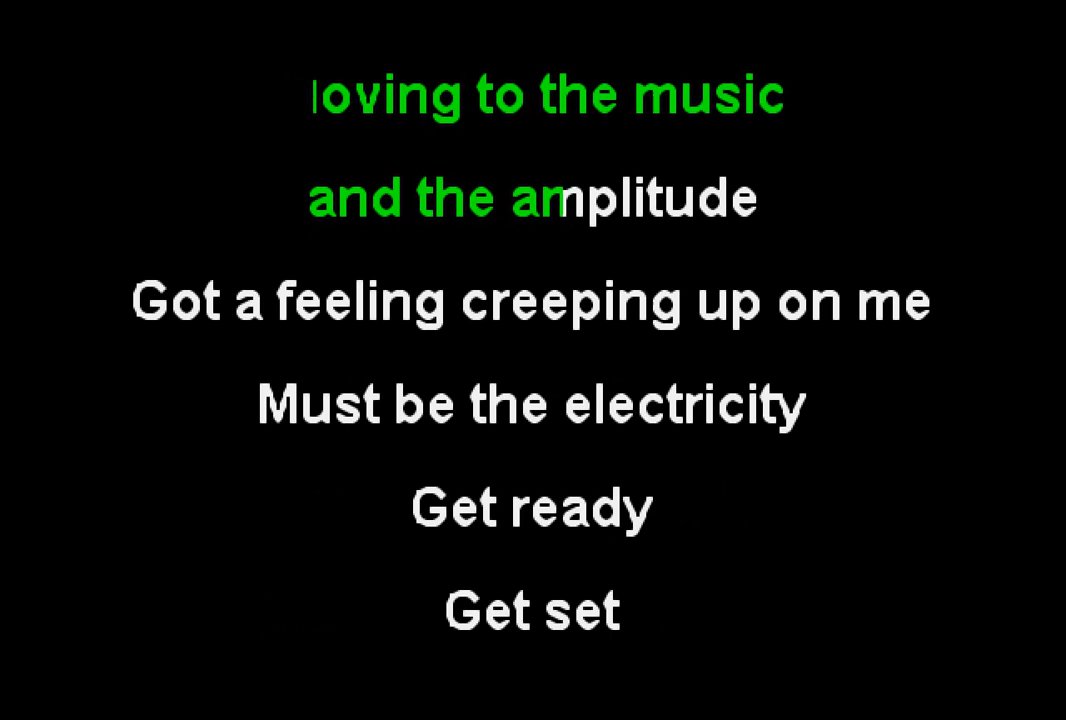 Moving to the music
and the amplitude
Got a feeling creeping up on me
Must be the electricity
Get ready
Get set